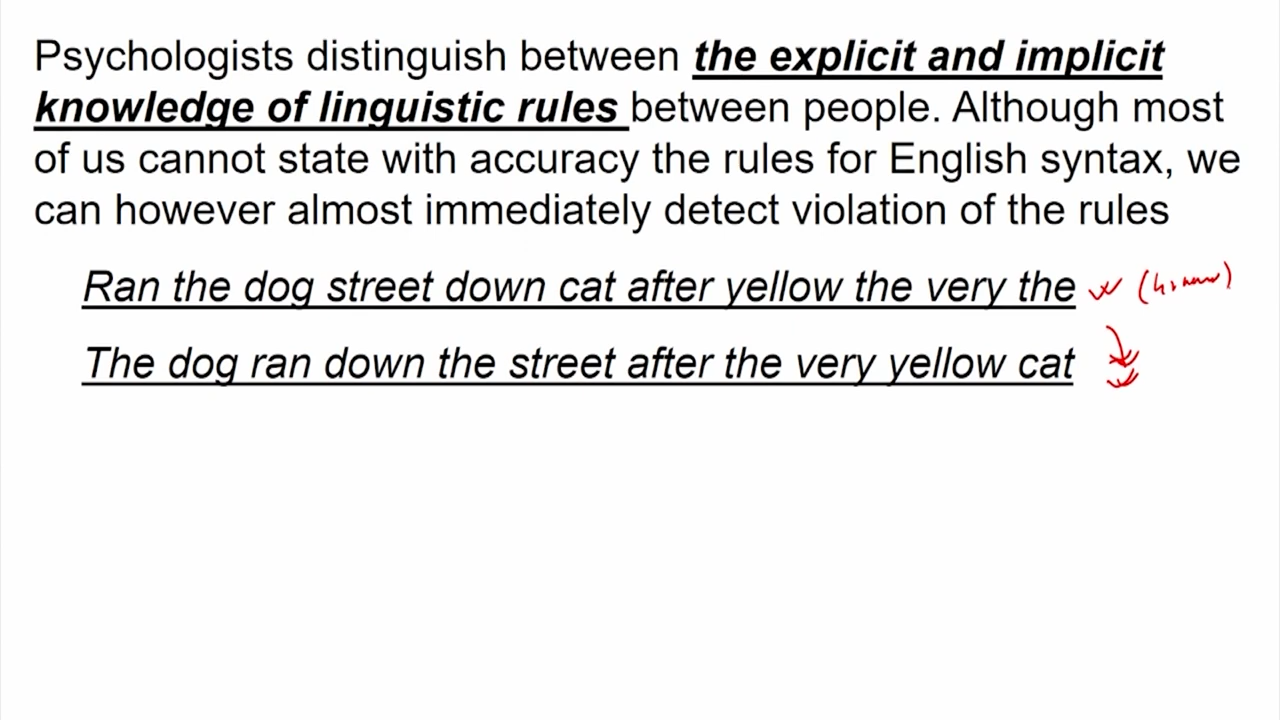 Psychologists distinguish between the explicit and implicit
knowledge of linguistic rules between people. Although most
of us cannot state with accuracy the rules for English syntax, we
can however almost immediately detect violation of the rules
Ran the dog street down cat after yellow the very the
The dog ran down the street after the very yellow cat